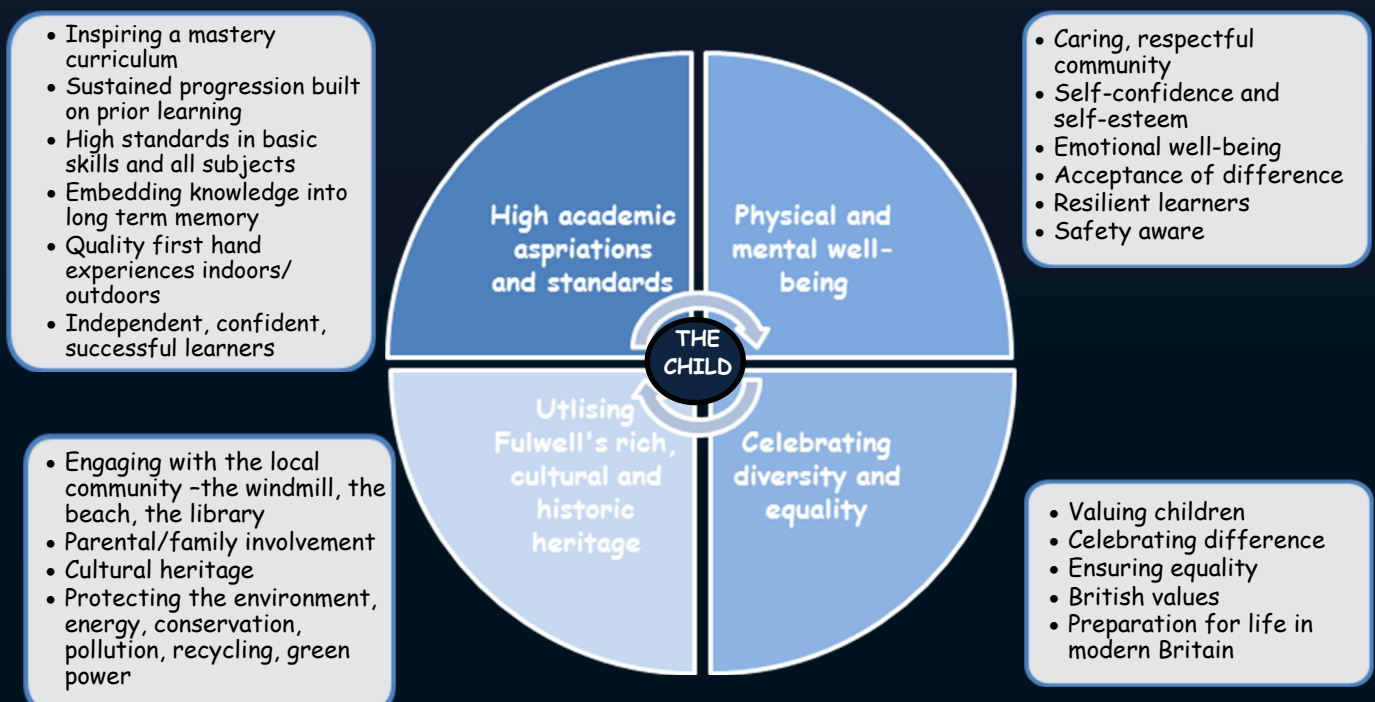 • Inspiring a mastery
curriculum
• Sustained progression built
on prior learning
• High standards in basic
skills and all subjects
• Embedding knowledge into
long term memory
• Quality first hand
experiences indoors/
outdoors
• Independent, confident,
successful learners
High academic
aspriations
and standards
Physical and
mental well-
being
• Caring, respectful
community
• Self-confidence and
self-esteem
• Emotional well-being
• Acceptance of difference
• Resilient learners
• Safety aware
THE
CHILD
• Engaging with the local
community –the windmill, the
beach, the library
• Parental/family involvement
• Cultural heritage
• Protecting the environment,
energy, conservation,
pollution, recycling, green
power
Utlising
Fulwell's rich,
cultural and
historic
heritage
Celebrating
diversity and
equality
• Valuing children
• Celebrating difference
• Ensuring equality
• British values
• Preparation for life in
modern Britain